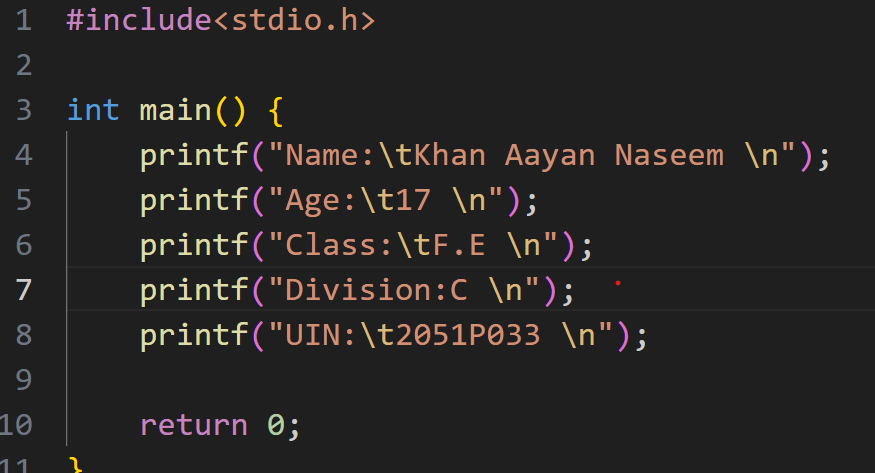 1 #include<stdio.h>
2
3 int main() {
4     printf("Name:\tKhan Aayan Naseem \n");
5     printf("Age:\t17 \n");
6     printf("Class:\tF.E \n");
7     printf("Division:C \n");
8     printf("UIN:\t2051P033 \n");
9
10     return 0;
11 }